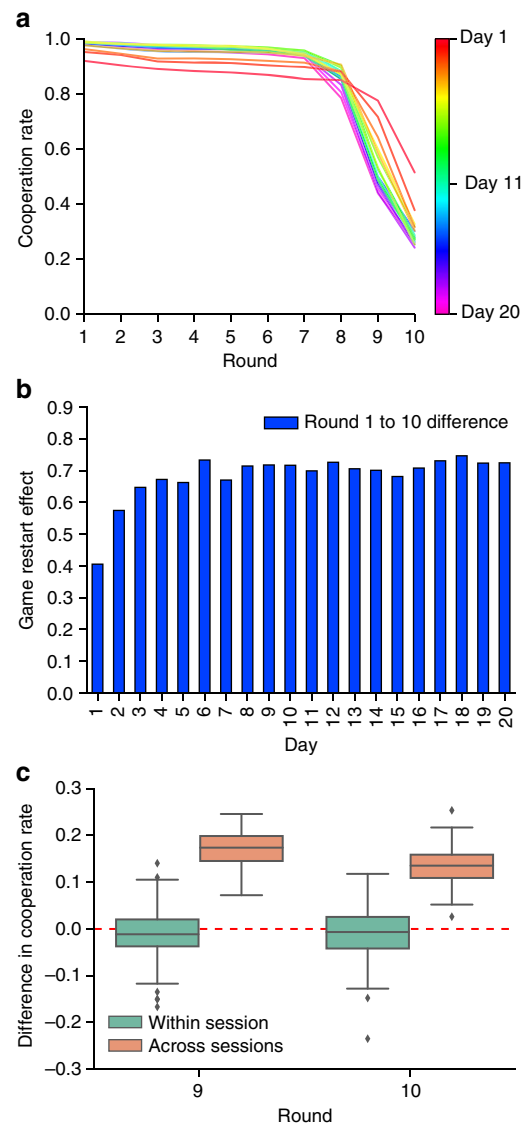 a
1.0
0.8
0.6
0.4
0.2
0.0
Cooperation rate
1 2 3 4 5 6 7 8 9 10
Round
Day 1
Day 11
Day 20
b
0.9
0.8
0.7
0.6
0.5
0.4
0.3
0.2
0.1
0.0
Game restart effect
Round 1 to 10 difference
1 2 3 4 5 6 7 8 9 10 11 12 13 14 15 16 17 18 19 20
Day
c
0.3
0.2
0.1
0.0
−0.1
−0.2
−0.3
Difference in cooperation rate
Within session
Across sessions
9 10
Round